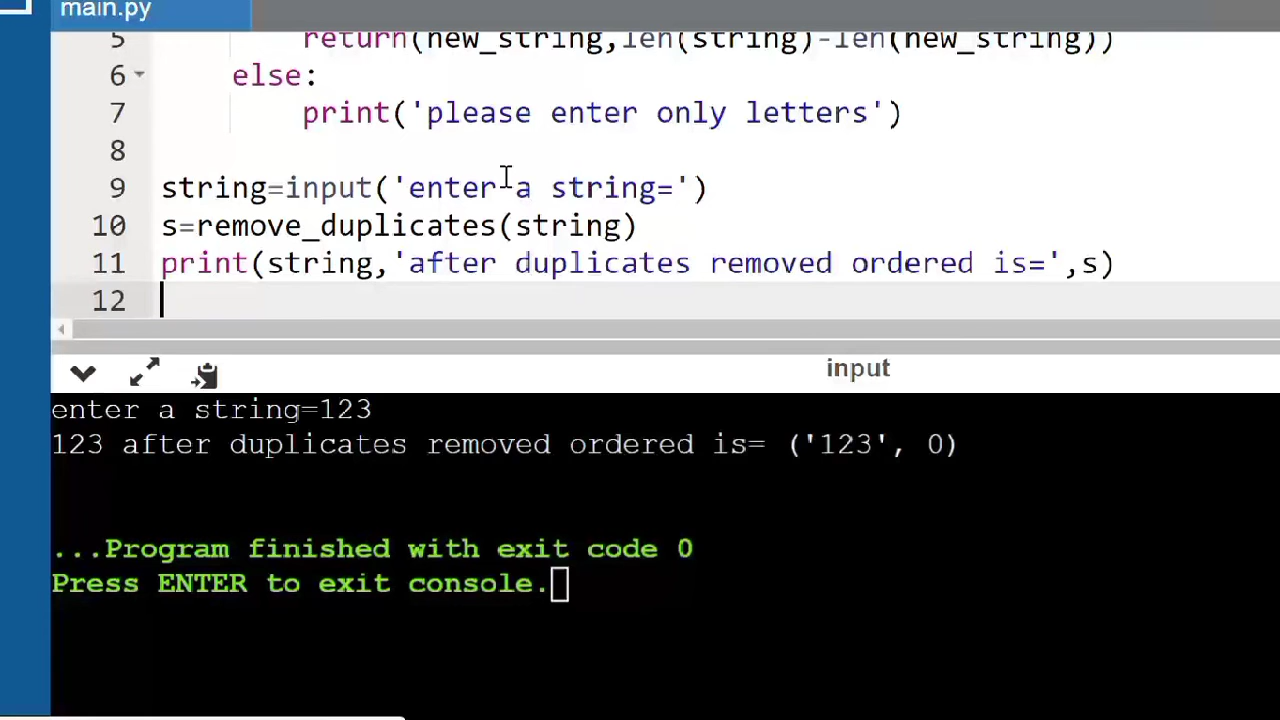 main.py
5 return(new_string,len(string)-len(new_string))
6 else:
7 print('please enter only letters')
8
9 string=input('enter a string=')
10 s=remove_duplicates(string)
11 print(string,'after duplicates removed ordered is=',s)
12
input
enter a string=123
123 after duplicates removed ordered is= ('123', 0)
...Program finished with exit code 0
Press ENTER to exit console.